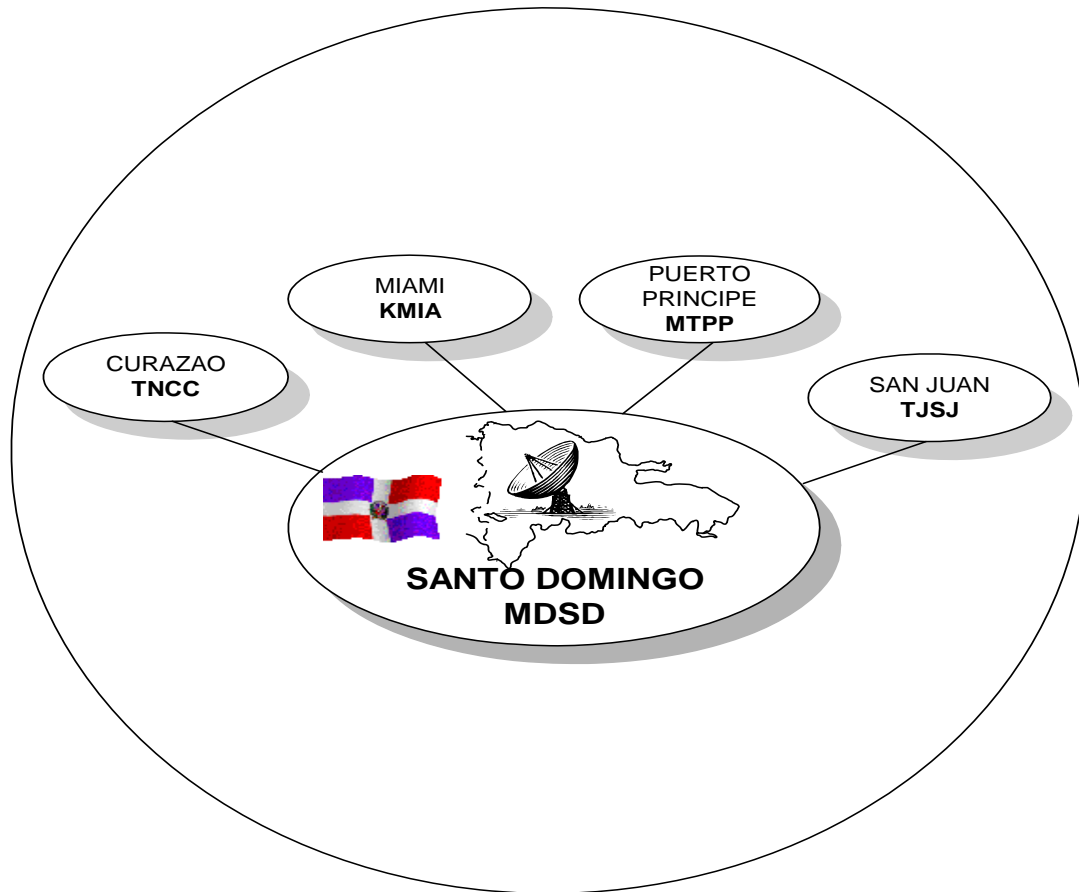 MIAMI
KMIA
PUERTO
PRINCIPE
MTPP
CURAZAO
TNCC
SAN JUAN
TJSJ
SANTO DOMINGO
MDSD